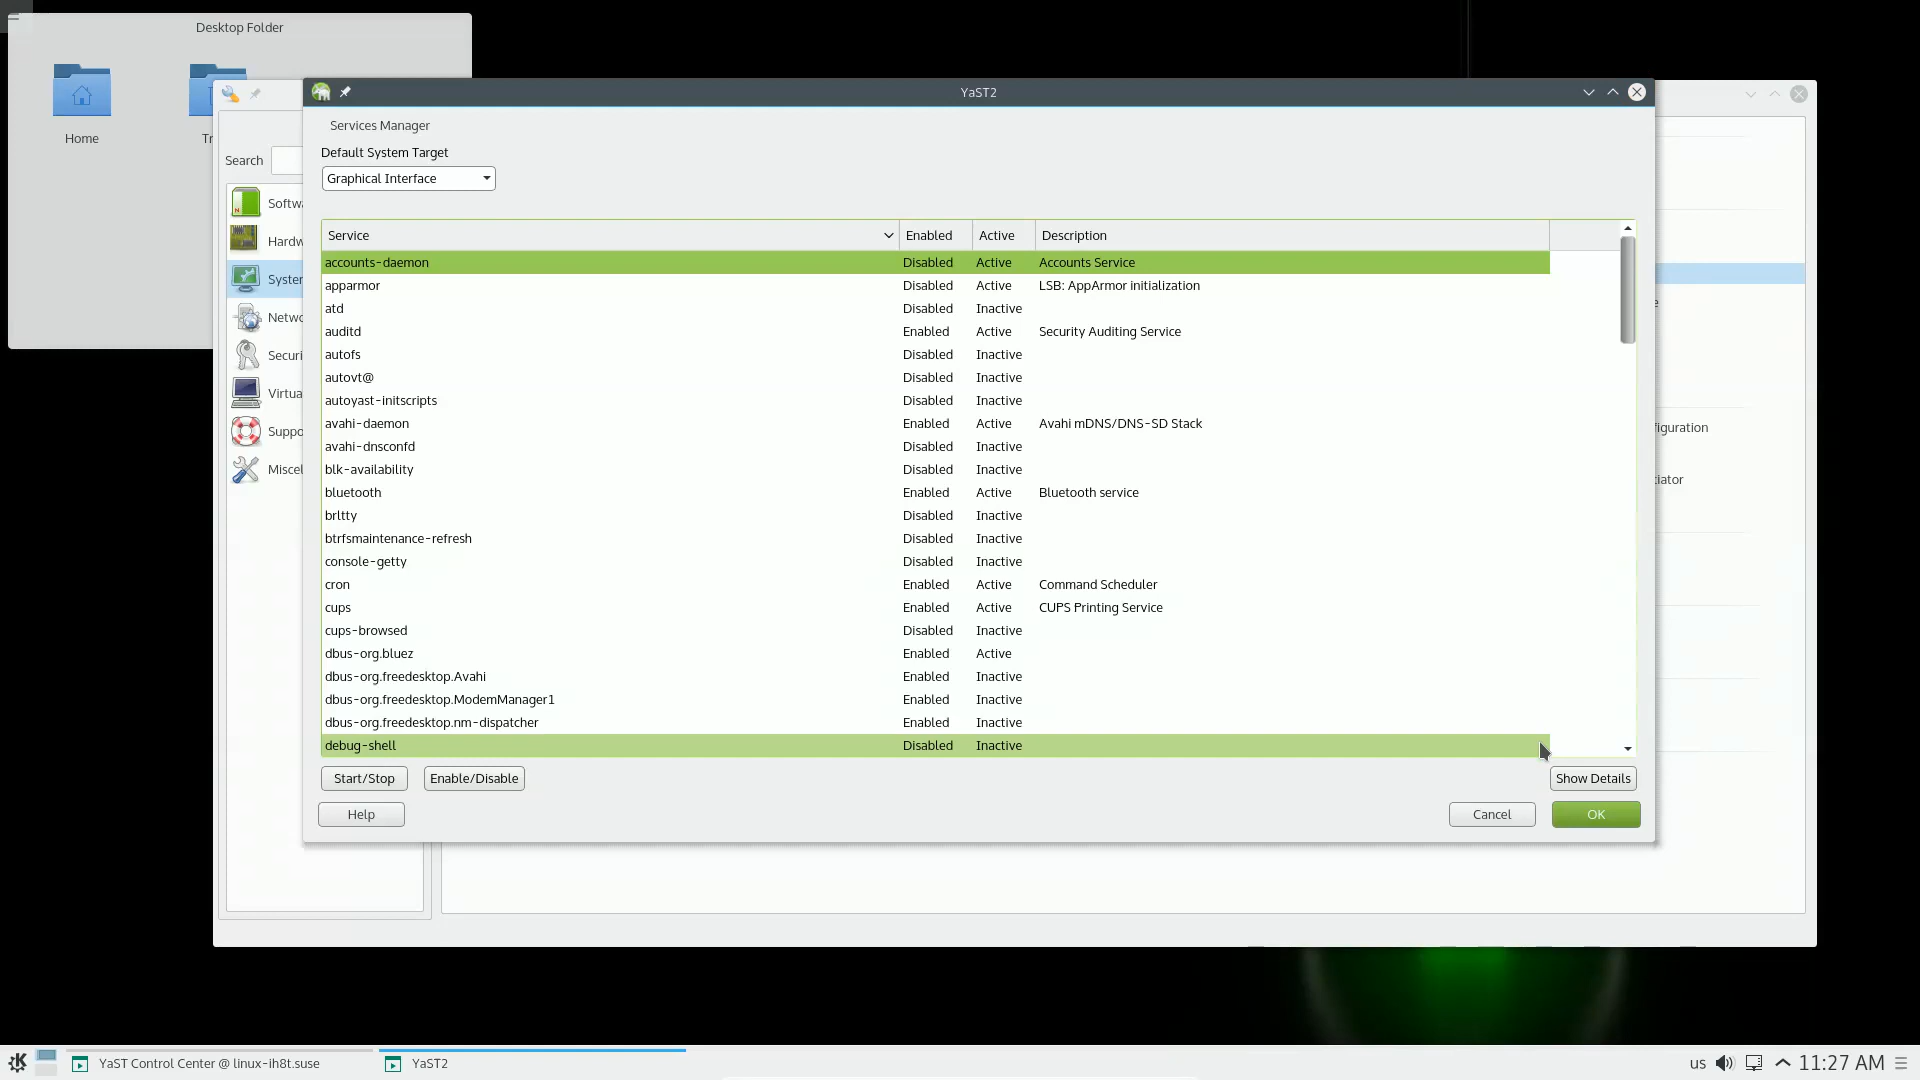 Desktop Folder
Home
Tr
YaST2
Search
Softwa
Hardw
System
Netwo
Securi
Virtua
Suppo
Miscel
Services Manager
Default System Target
Graphical Interface
Service Enabled Active Description
accounts-daemon Disabled Active Accounts Service
apparmor Disabled Active LSB: AppArmor initialization
atd Disabled Inactive
auditd Enabled Active Security Auditing Service
autofs Disabled Inactive
autovt@ Disabled Inactive
autoyast-initscripts Disabled Inactive
avahi-daemon Enabled Active Avahi mDNS/DNS-SD Stack
avahi-dnsconfd Disabled Inactive
blk-availability Disabled Inactive
bluetooth Enabled Active Bluetooth service
brltty Disabled Inactive
btrfsmaintenance-refresh Disabled Inactive
console-getty Disabled Inactive
cron Enabled Active Command Scheduler
cups Enabled Active CUPS Printing Service
cups-browsed Disabled Inactive
dbus-org.bluez Enabled Active
dbus-org.freedesktop.Avahi Enabled Inactive
dbus-org.freedesktop.ModemManager1 Enabled Inactive
dbus-org.freedesktop.nm-dispatcher Enabled Inactive
debug-shell Disabled Inactive
Start/Stop Enable/Disable Show Details
Help Cancel OK
figuration
tiator
YaST Control Center @ linux-ih8t.suse
YaST2
us
11:27 AM